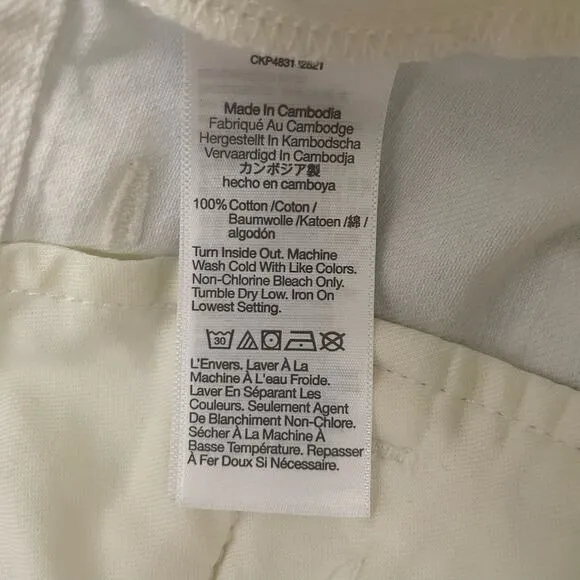 CKP4831
Made In Cambodia
Fabriqué Au Cambodge
Hergestellt In Kambodscha
Vervaardigd In Cambodja
カンボジア製
hecho en camboya
100% Cotton /Coton /
Baumwolle /Katoen /綿 /
algodón
Turn Inside Out. Machine
Wash Cold With Like Colors.
Non-Chlorine Bleach Only.
Tumble Dry Low. Iron On
Lowest Setting.
30
L'Envers. Laver À La
Machine À L'eau Froide.
Laver En Séparant Les
Couleurs. Seulement Agent
De Blanchiment Non-Chlore.
Sécher À La Machine À
Basse Température. Repasser
À Fer Doux Si Nécessaire.